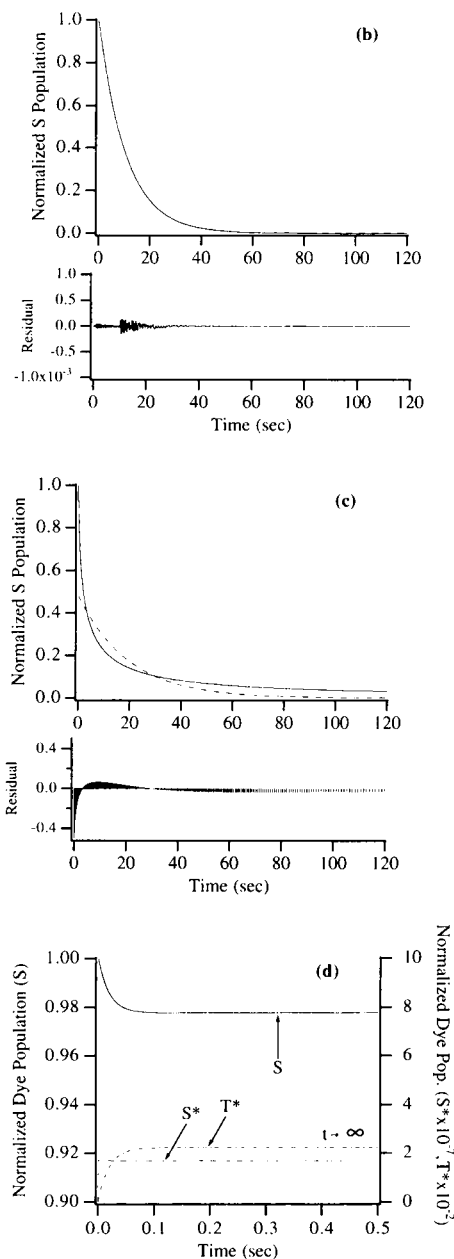 (b)
Normalized S Population
1.0
0.8
0.6
0.4
0.2
0.0
0 20 40 60 80 100 120
Residual
1.0
0.5
0.0
-0.5
-1.0x10⁻³
0 20 40 60 80 100 120
Time (sec)
(c)
Normalized S Population
1.0
0.8
0.6
0.4
0.2
0.0
0 20 40 60 80 100 120
Residual
0.4
0.0
-0.4
0 20 40 60 80 100 120
Time (sec)
(d)
Normalized Dye Population (S)
1.00
0.98
0.96
0.94
0.92
0.90
S
S*
T*
t → ∞
10
8
6
4
2
0
Normalized Dye Pop. (S*x10⁻⁷, T*x10⁻²)
0.0 0.1 0.2 0.3 0.4 0.5
Time (sec)